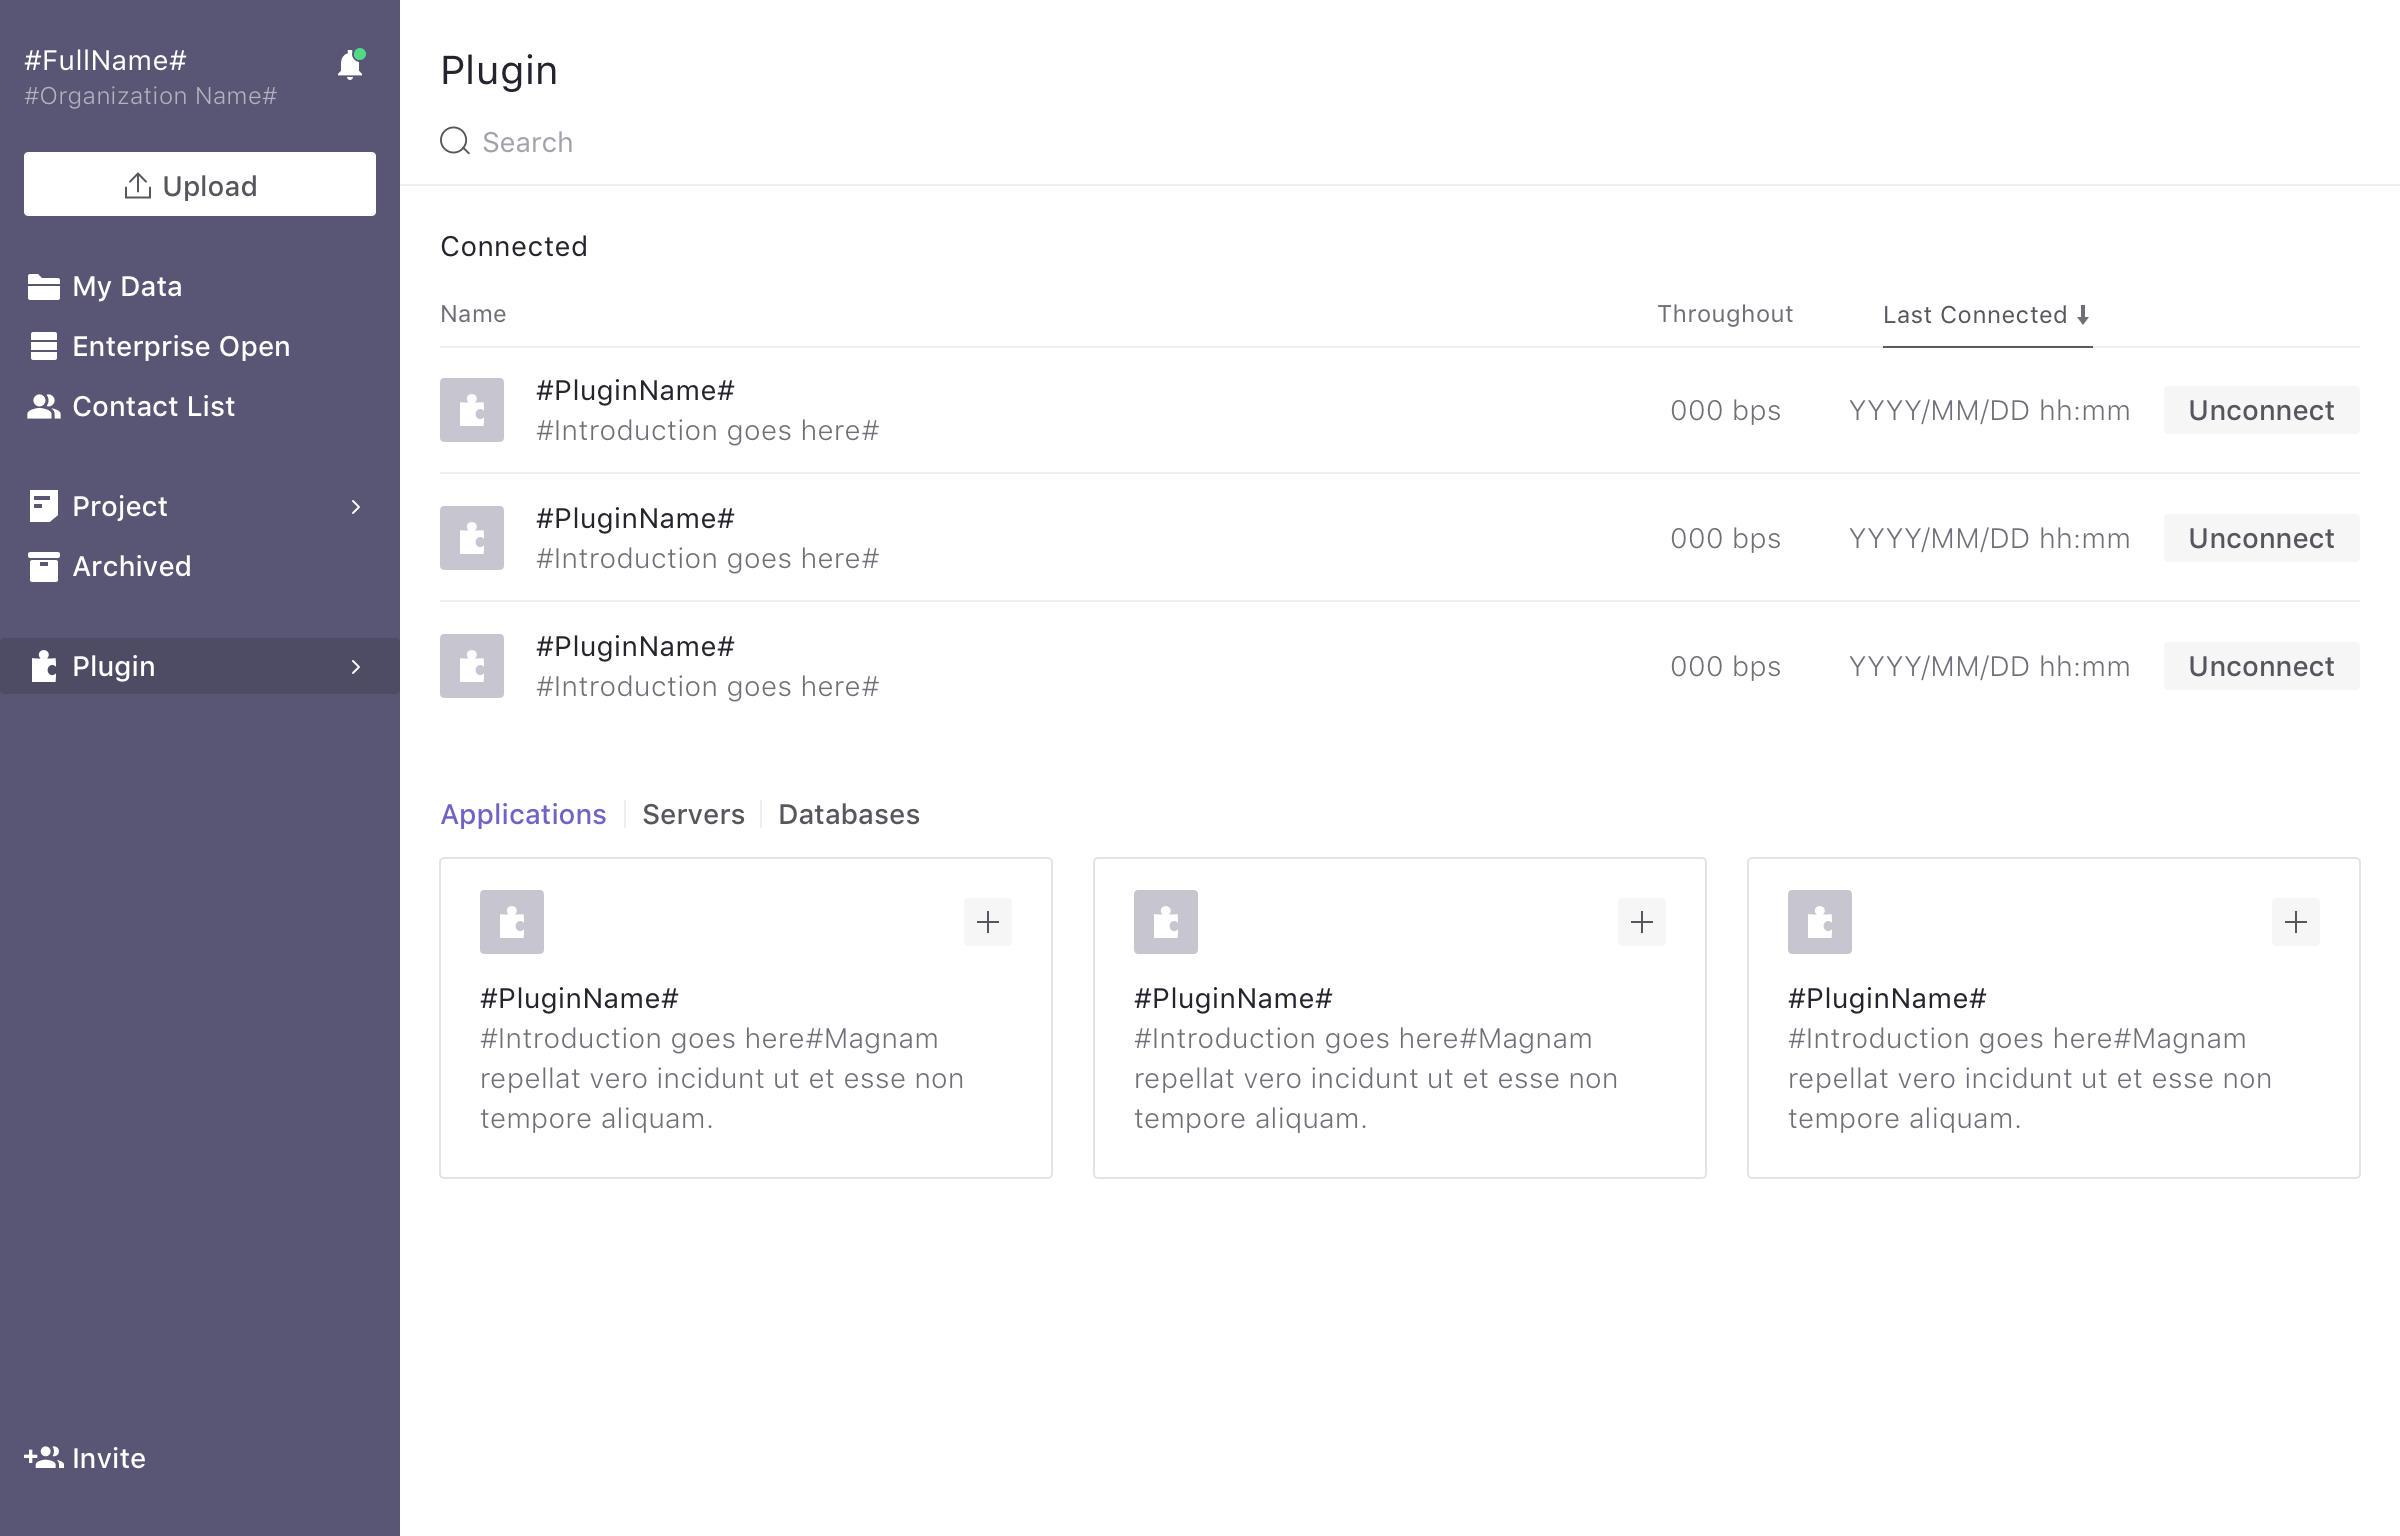 #FullName#
#Organization Name#
Upload
My Data
Enterprise Open
Contact List
Project
Archived
Plugin
Invite
Plugin
Search
Connected
Name Throughout Last Connected
#PluginName#
#Introduction goes here#
000 bps YYYY/MM/DD hh:mm Unconnect
#PluginName#
#Introduction goes here#
000 bps YYYY/MM/DD hh:mm Unconnect
#PluginName#
#Introduction goes here#
000 bps YYYY/MM/DD hh:mm Unconnect
Applications Servers Databases
#PluginName#
#Introduction goes here#Magnam
repellat vero incidunt ut et esse non
tempore aliquam.
#PluginName#
#Introduction goes here#Magnam
repellat vero incidunt ut et esse non
tempore aliquam.
#PluginName#
#Introduction goes here#Magnam
repellat vero incidunt ut et esse non
tempore aliquam.